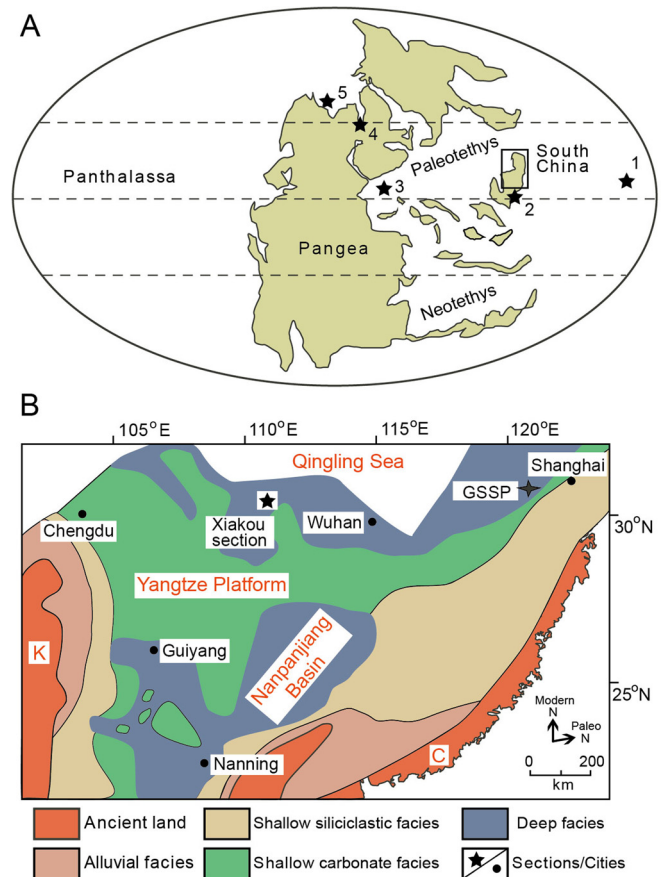 A
5
4
Paleotethys
South
China
1
Panthalassa
3
2
Pangea
Neotethys
B
105°E
110°E
115°E
120°E
Qingling Sea
Shanghai
GSSP
Xiakou
section
Wuhan
30°N
Chengdu
Yangtze Platform
K
Guiyang
Nanpanjiang
Basin
25°N
Modern
N
Paleo
N
Nanning
C
0
200
km
Ancient land
Shallow siliciclastic facies
Deep facies
Alluvial facies
Shallow carbonate facies
Sections/Cities